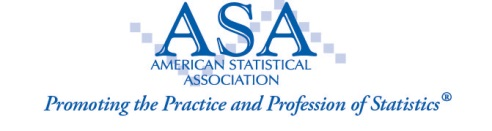 ASA
AMERICAN STATISTICAL
ASSOCIATION
Promoting the Practice and Profession of Statistics®